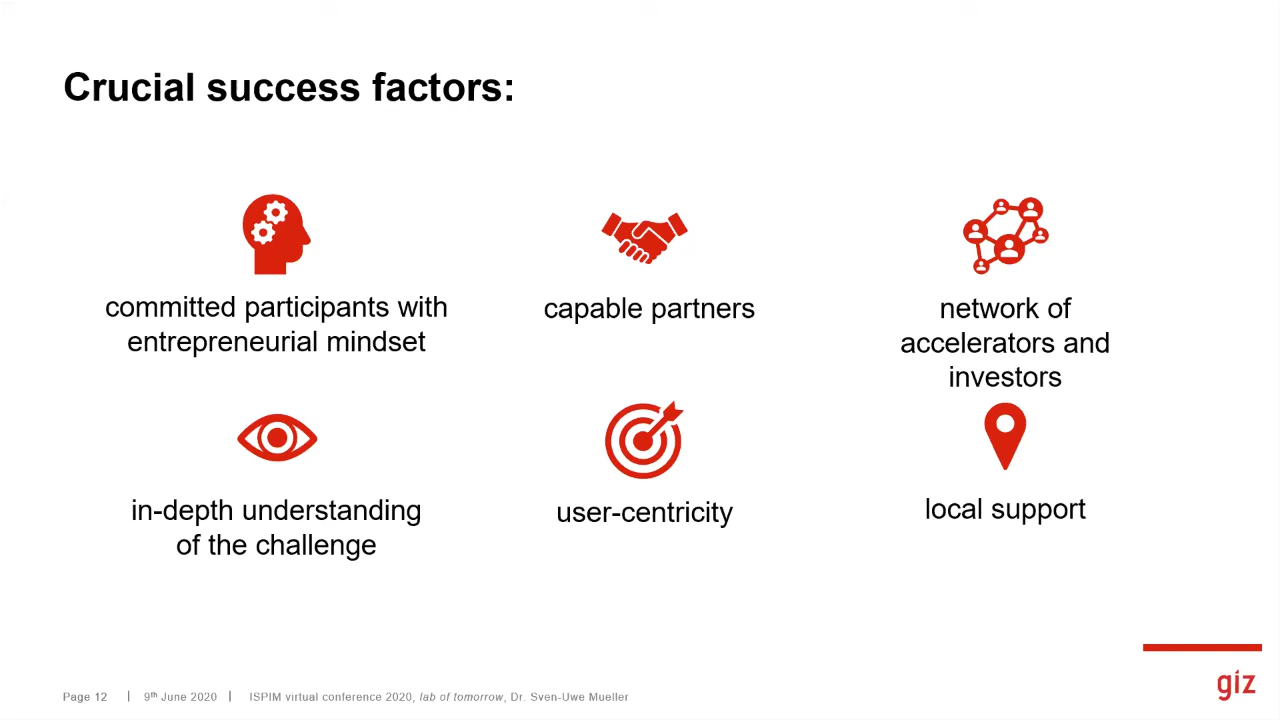 Crucial success factors:
committed participants with
entrepreneurial mindset
capable partners
network of
accelerators and
investors
in-depth understanding
of the challenge
user-centricity
local support
Page 12 | 9th June 2020 | ISPIM virtual conference 2020, lab of tomorrow, Dr. Sven-Uwe Mueller
giz